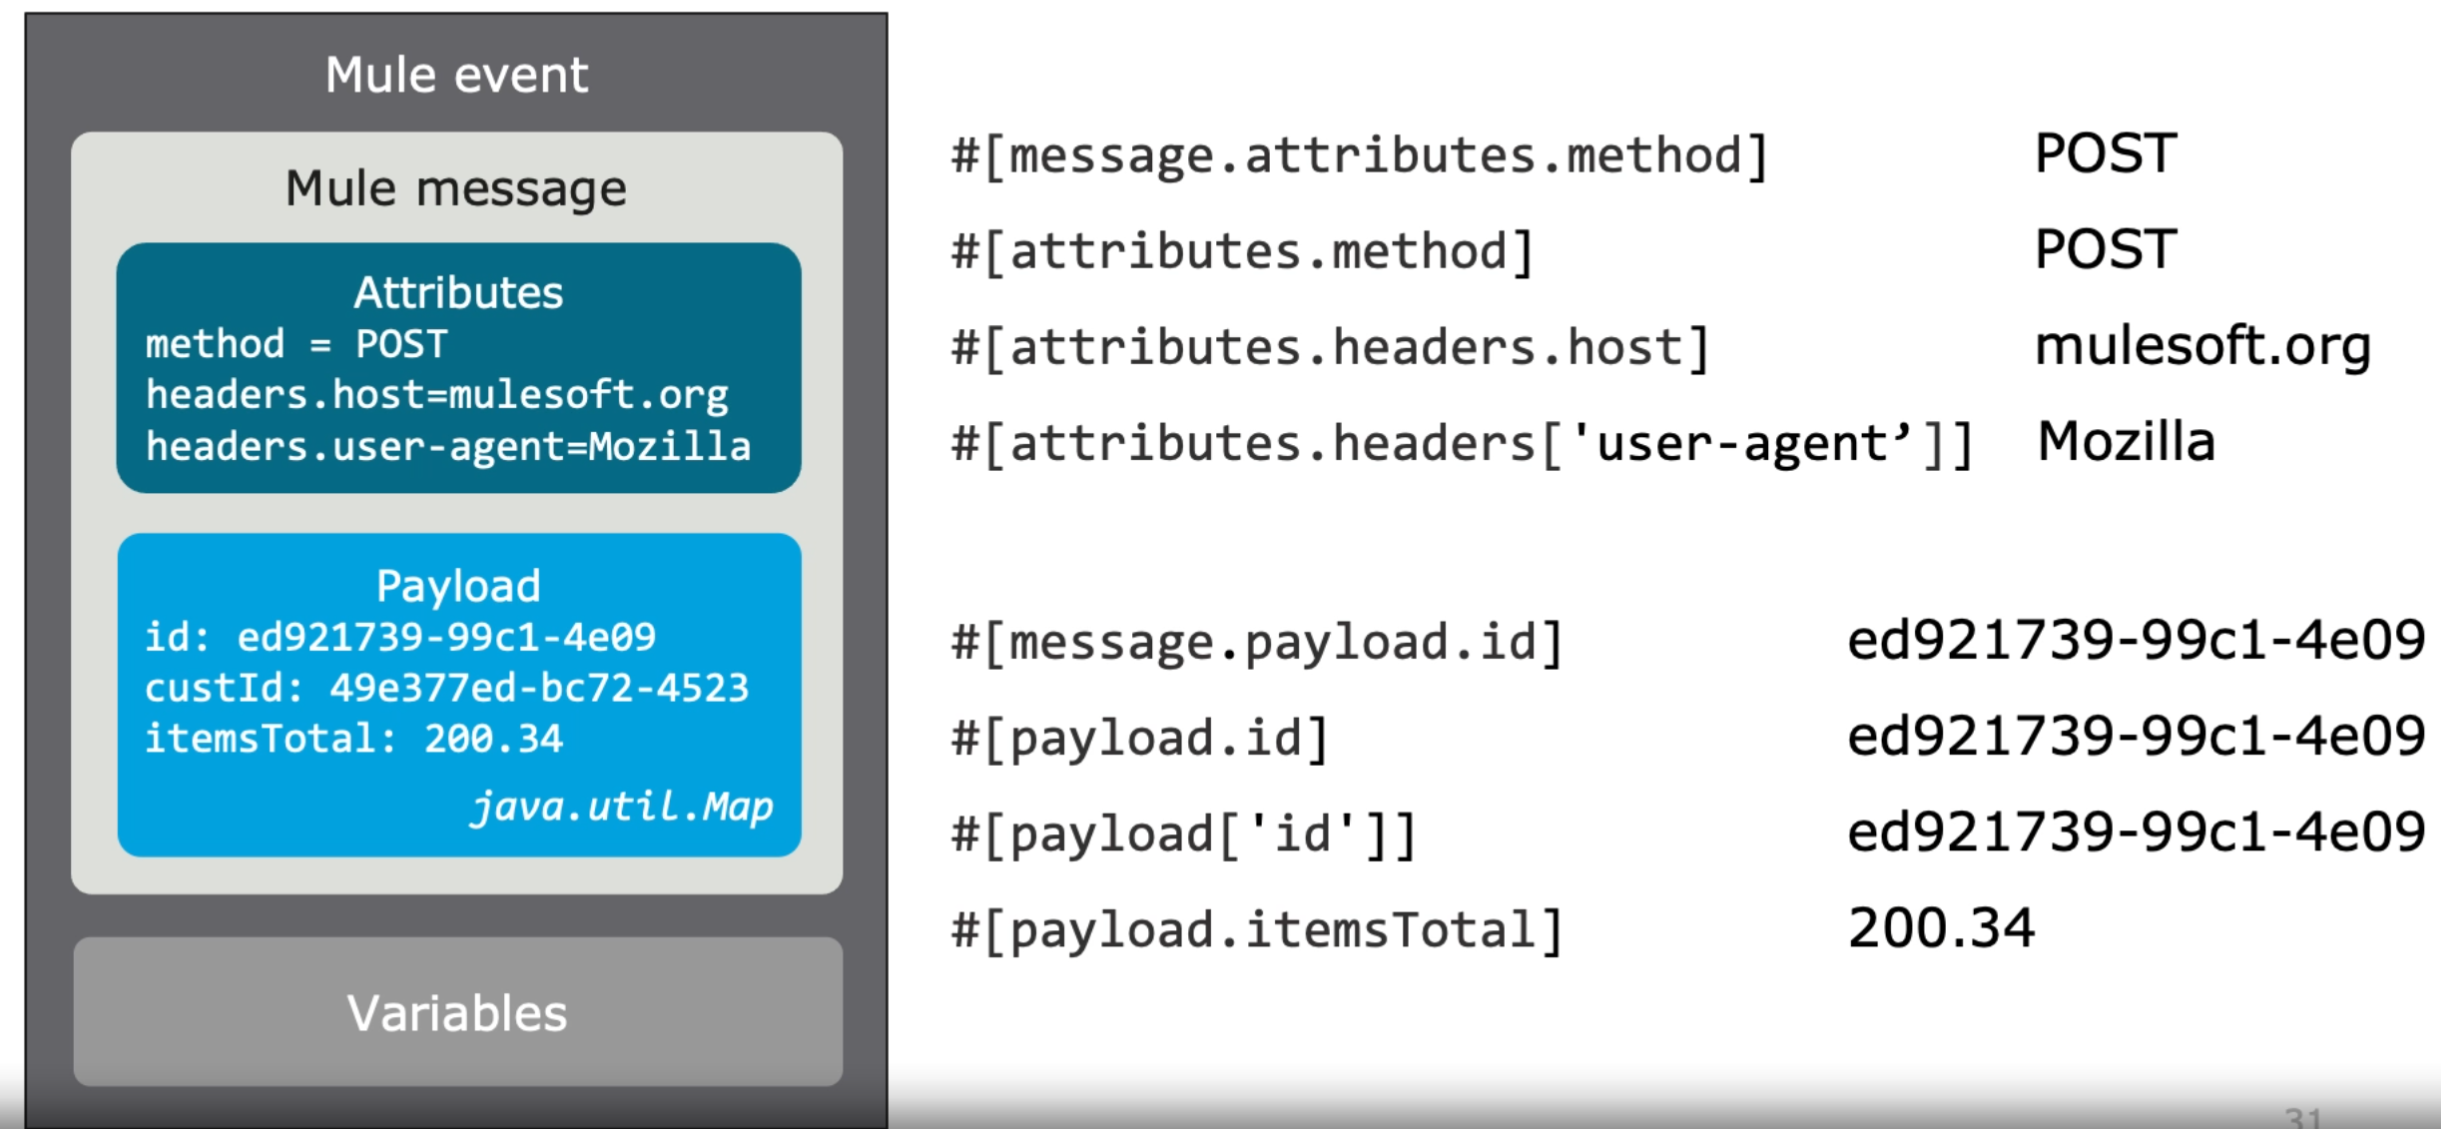 Mule event
Mule message
Attributes
method = POST
headers.host=mulesoft.org
headers.user-agent=Mozilla
Payload
id: ed921739-99c1-4e09
custId: 49e377ed-bc72-4523
itemsTotal: 200.34
java.util.Map
Variables
#[message.attributes.method] POST
#[attributes.method] POST
#[attributes.headers.host] mulesoft.org
#[attributes.headers['user-agent’]] Mozilla
#[message.payload.id] ed921739-99c1-4e09
#[payload.id] ed921739-99c1-4e09
#[payload['id']] ed921739-99c1-4e09
#[payload.itemsTotal] 200.34
31